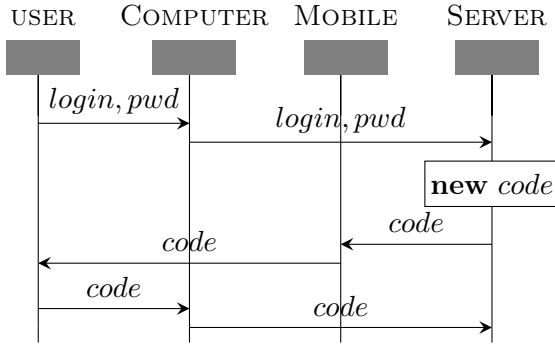 USER COMPUTER MOBILE SERVER
login, pwd
login, pwd
new code
code
code
code
code